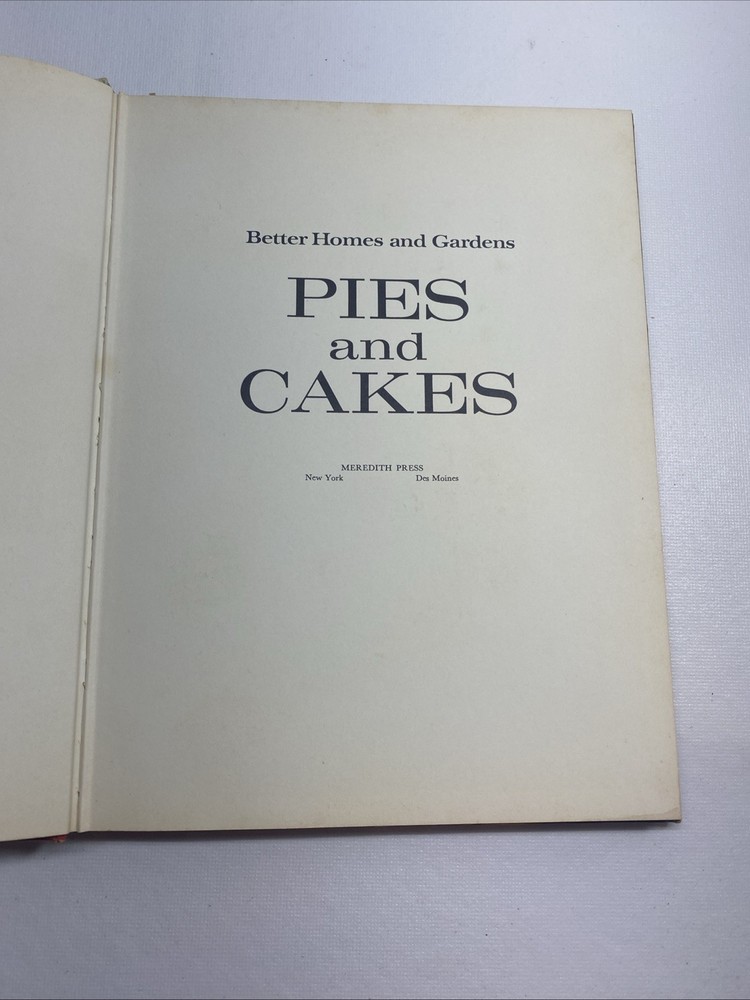 Better Homes and Gardens
PIES
and
CAKES
MEREDITH PRESS
New York Des Moines